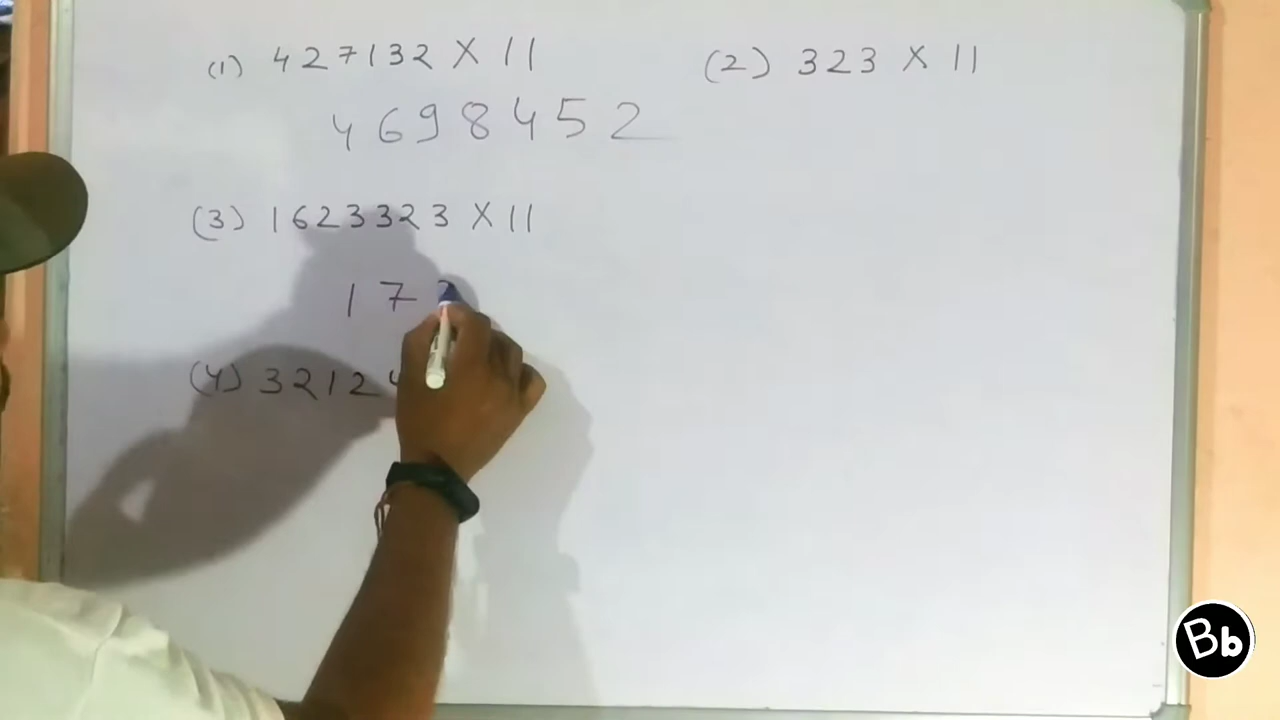 (1) 427132 X 11
4698452
(2) 323 X 11
(3) 1623323 X 11
17
(4) 3212
Bb